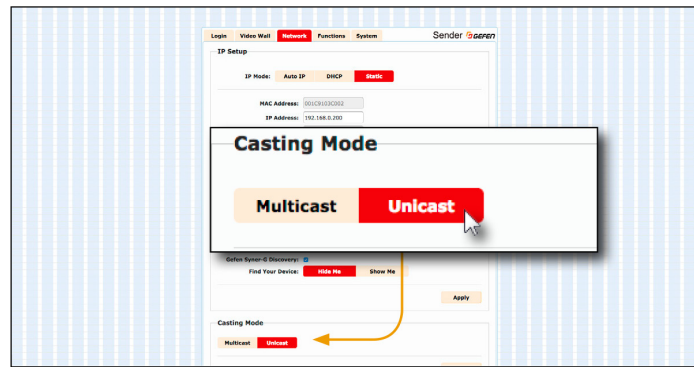 Login Video Wall Network Functions System Sender Gefen
IP Setup
IP Mode: Auto IP DHCP Static
MAC Address: 001C9103C002
IP Address: 192.168.0.200
Casting Mode
Multicast Unicast
Gefen Syner-G Discovery:
Find Your Device: Hide Me Show Me
Apply
Casting Mode
Multicast Unicast